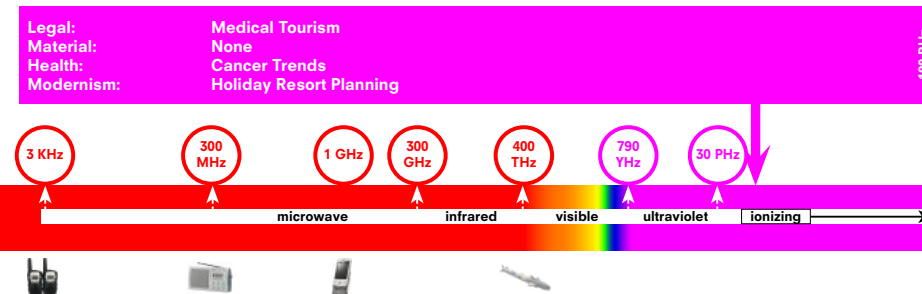 Legal: Medical Tourism
Material: None
Health: Cancer Trends
Modernism: Holiday Resort Planning
3 KHz
300 MHz
1 GHz
300 GHz
400 THz
790 YHz
30 PHz
microwave infrared visible ultraviolet ionizing